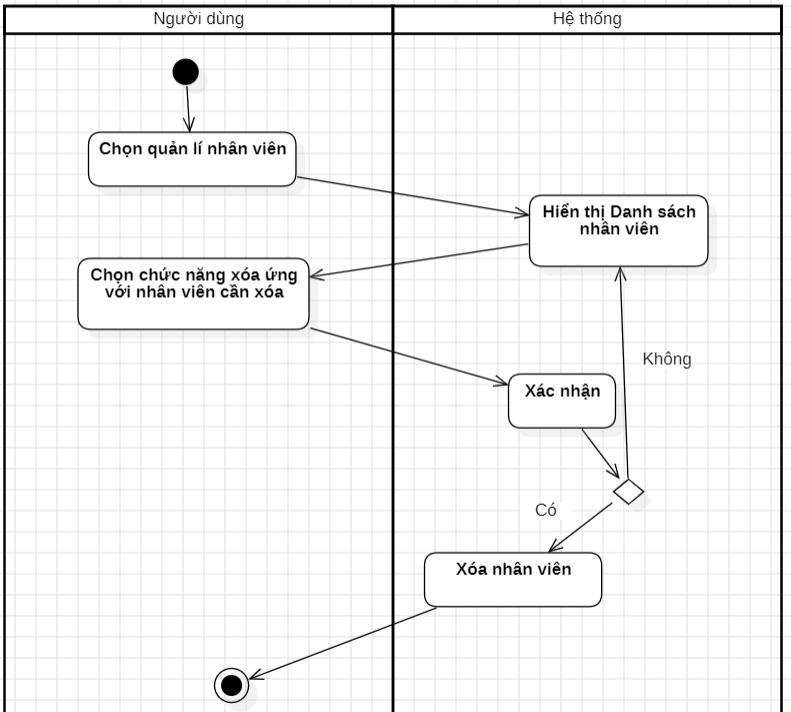 Người dùng
Hệ thống
Chọn quản lí nhân viên
Hiển thị Danh sách
nhân viên
Chọn chức năng xóa ứng
với nhân viên cần xóa
Không
Xác nhận
Có
Xóa nhân viên